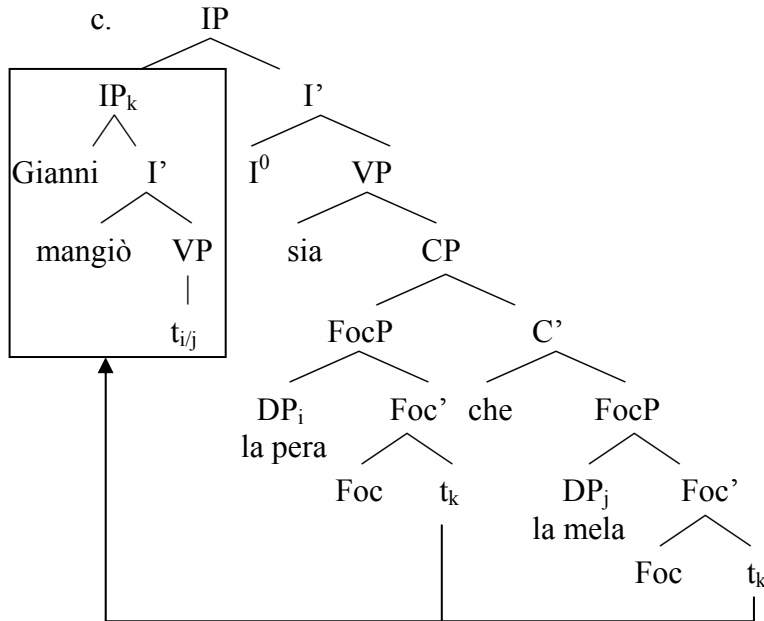 c. IP
IPₖ I’
Gianni I’ I⁰ VP
mangiò VP sia CP
tᵢ/ⱼ FocP C’
DPᵢ Foc’ che FocP
la pera
Foc tₖ DPⱼ Foc’
la mela
Foc tₖ